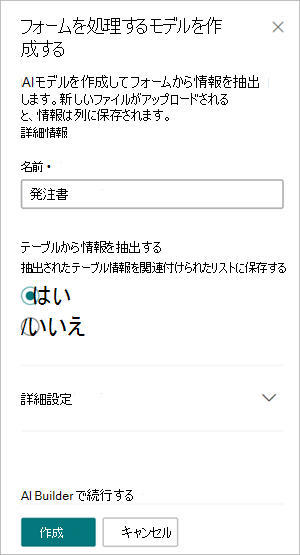 フォームを処理するモデルを作
成する
AIモデルを作成してフォームから情報を抽出
します。新しいファイルがアップロードされる
と、情報は列に保存されます。
詳細情報
名前 •
発注書
テーブルから情報を抽出する
抽出されたテーブル情報を関連付けられたリストに保存する
はい
いいえ
詳細設定
AI Builder で続行する
作成
キャンセル